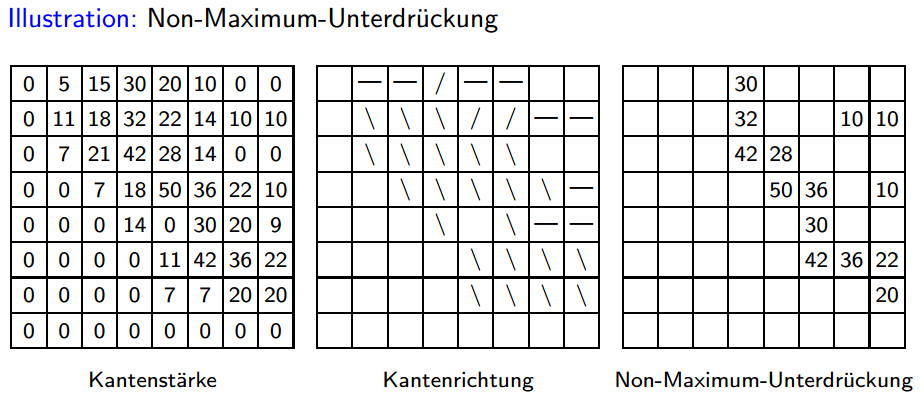 Illustration: Non-Maximum-Unterdrückung
0 5 15 30 20 10 0 0
0 11 18 32 22 14 10 10
0 7 21 42 28 14 0 0
0 0 7 18 50 36 22 10
0 0 0 14 0 30 20 9
0 0 0 0 11 42 36 22
0 0 0 0 7 7 20 20
0 0 0 0 0 0 0 0
Kantenstärke
— — / — —
\ \ \ / / — —
\ \ \ \ \
\ \ \ \ \ —
\ \ — —
\ \ \ \
\ \ \ \
Kantenrichtung
30
32 10 10
42 28
50 36 10
30
42 36 22
20
Non-Maximum-Unterdrückung